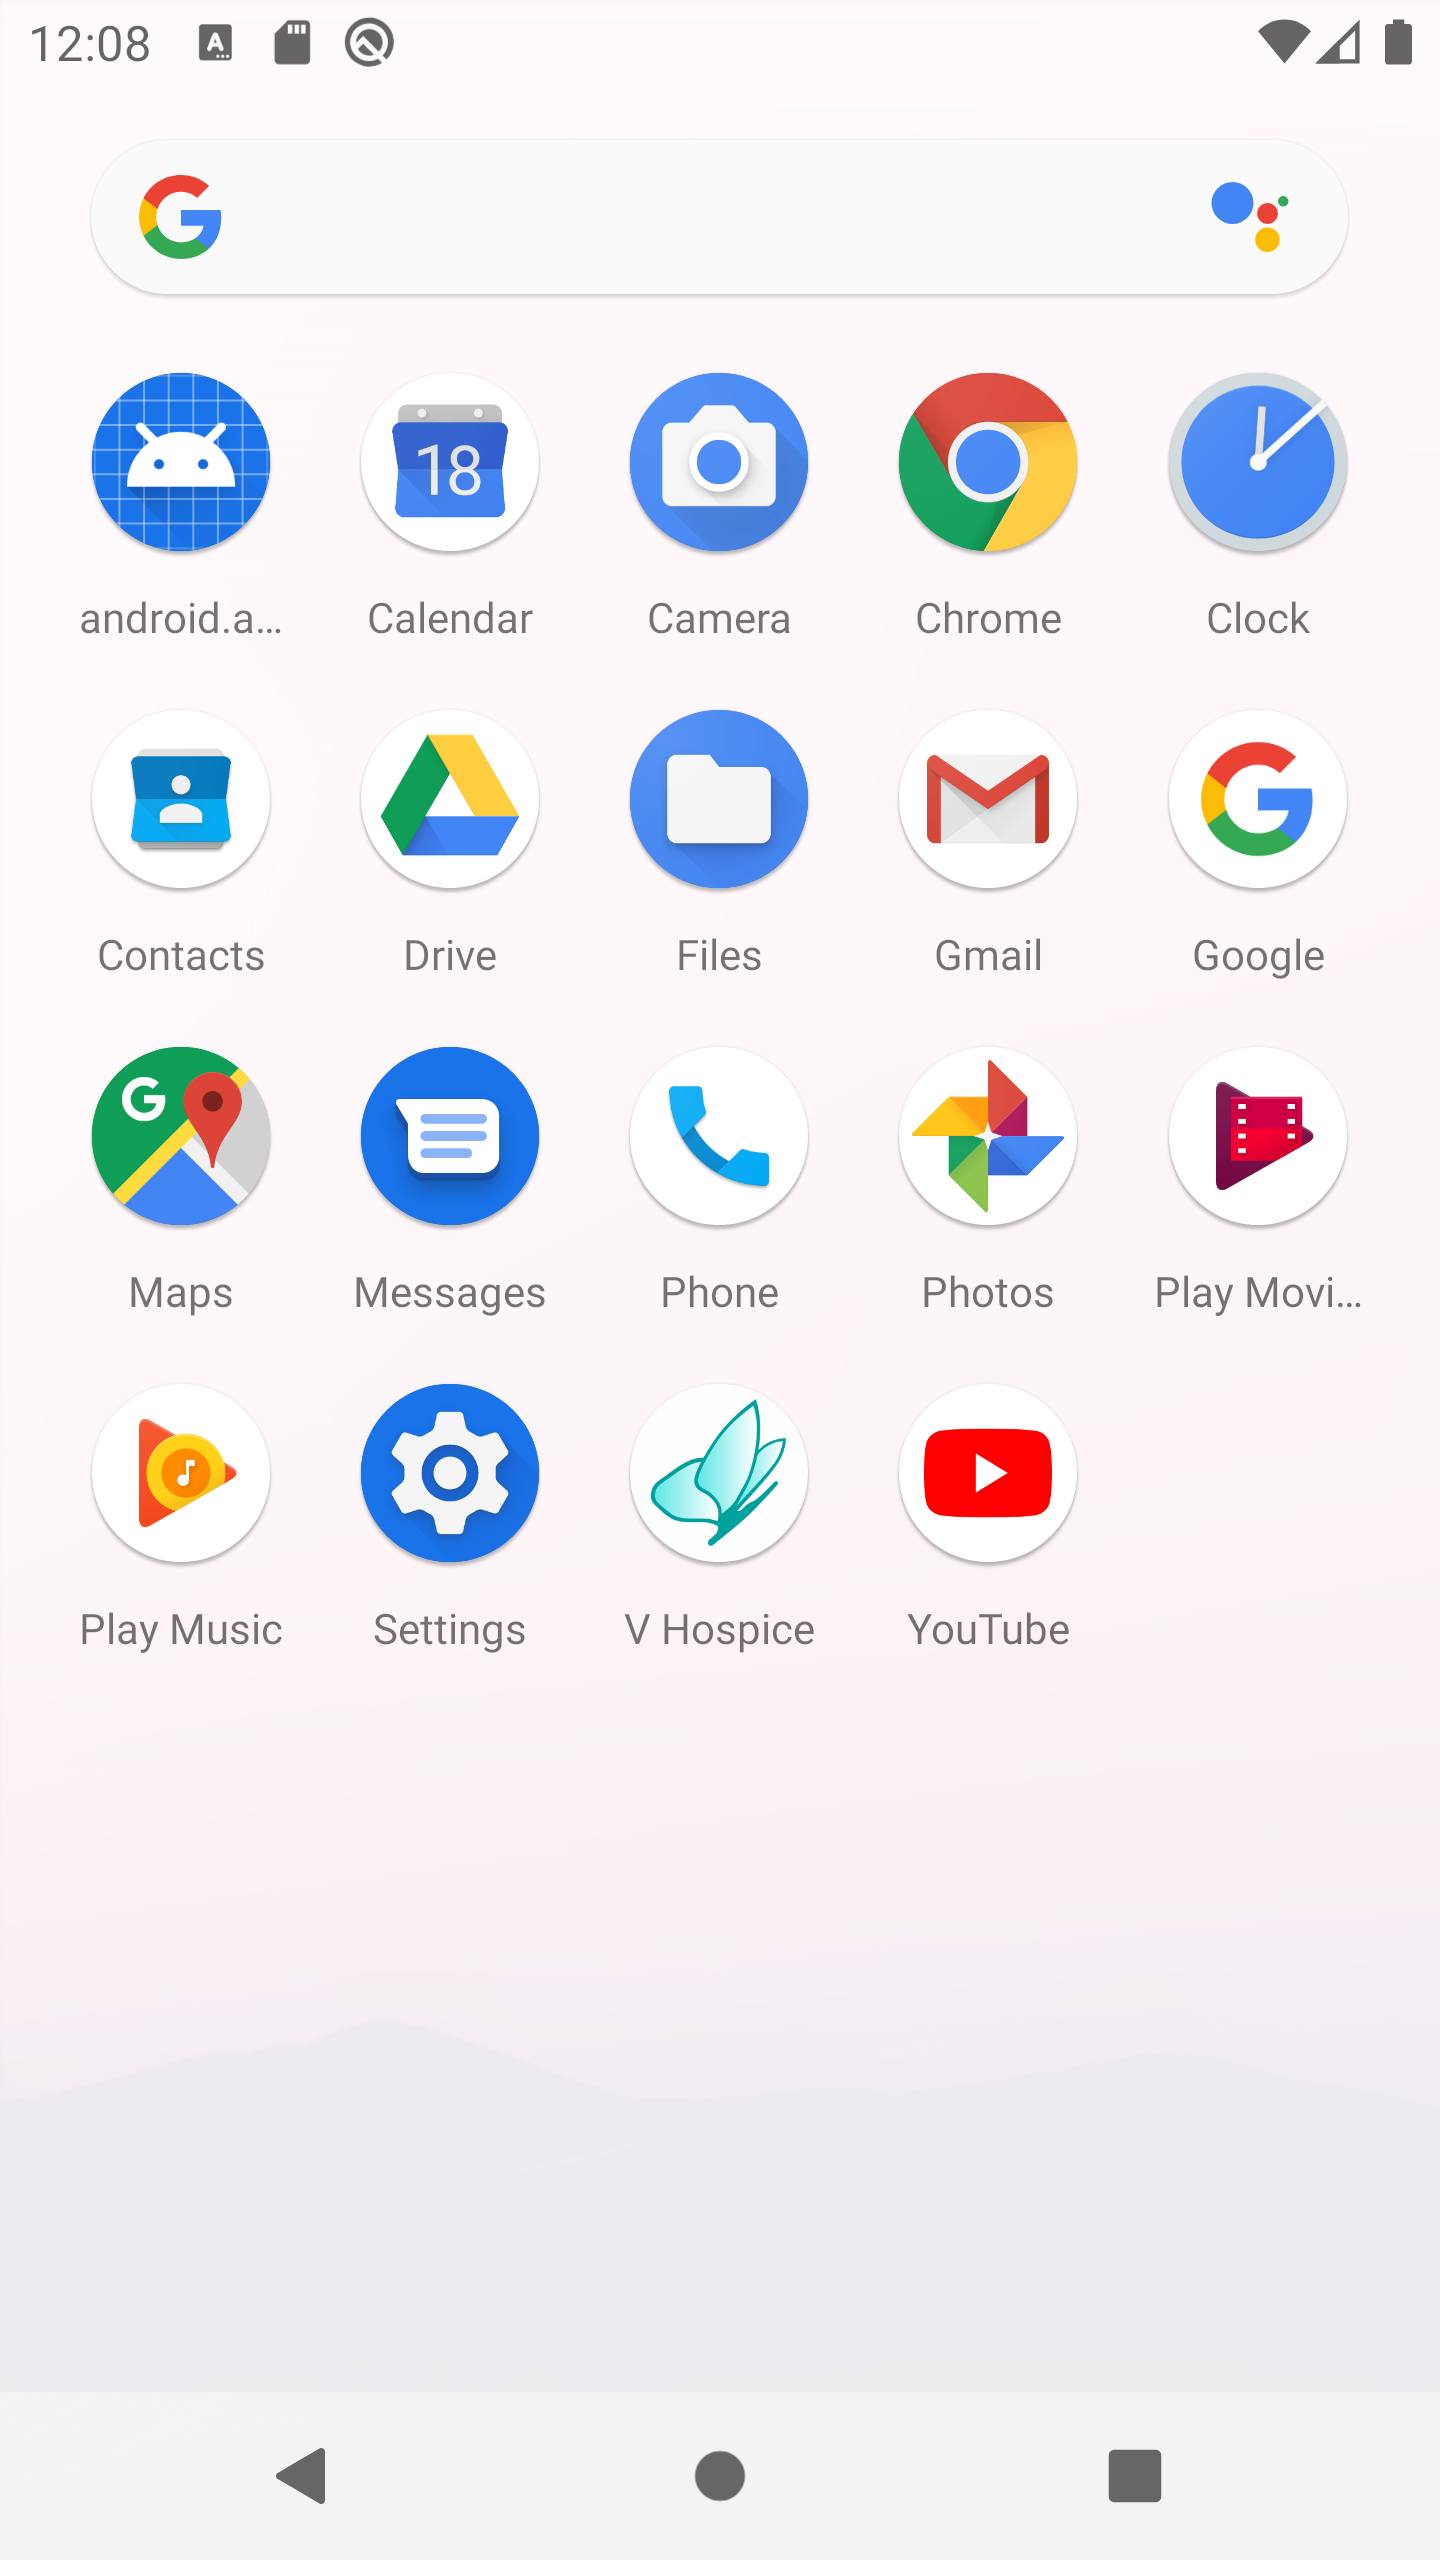 12:08
android.a… Calendar Camera Chrome Clock
18
Contacts Drive Files Gmail Google
Maps Messages Phone Photos Play Movi…
Play Music Settings V Hospice YouTube